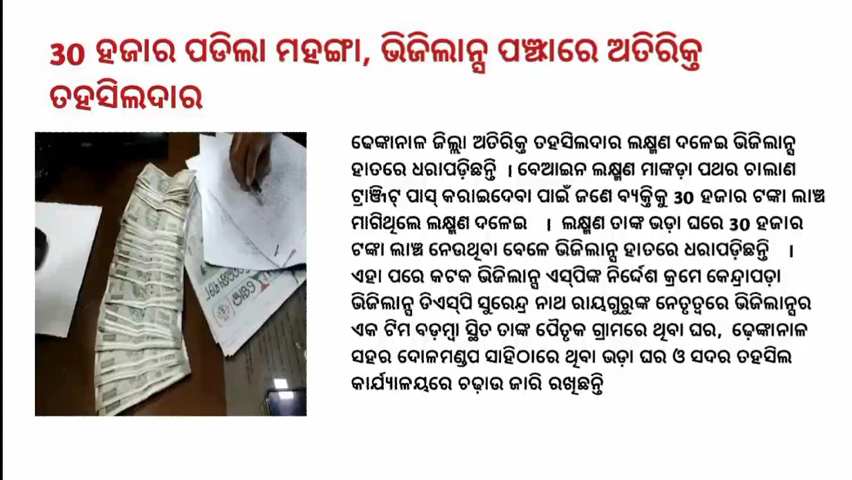 30 ହଜାର ପଡିଲା ମହଙ୍ଗା, ଭିଜିଲାନ୍ସ ପଞ୍ଝାରେ ଅତିରିକ୍ତ
ତହସିଲଦାର
ଢେଙ୍କାନାଳ ଜିଲ୍ଲା ଅତିରିକ୍ତ ତହସିଲଦାର ଲକ୍ଷ୍ମଣ ଦଳେଇ ଭିଜିଲାନ୍ସ
ହାତରେ ଧରାପଡ଼ିଛନ୍ତି । ବେଆଇନ ଲକ୍ଷ୍ମଣ ମାଙ୍କଡ଼ା ପଥର ଚାଲାଣ
ଟ୍ରାଞ୍ଜିଟ୍ ପାସ୍ କରାଇଦେବା ପାଇଁ ଜଣେ ବ୍ୟକ୍ତିକୁ 30 ହଜାର ଟଙ୍କା ଲାଞ୍ଚ
ମାଗିଥିଲେ ଲକ୍ଷ୍ମଣ ଦଳେଇ । ଲକ୍ଷ୍ମଣ ତାଙ୍କ ଭଡ଼ା ଘରେ 30 ହଜାର
ଟଙ୍କା ଲାଞ୍ଚ ନେଉଥିବା ବେଳେ ଭିଜିଲାନ୍ସ ହାତରେ ଧରାପଡ଼ିଛନ୍ତି ।
ଏହା ପରେ କଟକ ଭିଜିଲାନ୍ସ ଏସ୍‌ପିଙ୍କ ନିର୍ଦ୍ଦେଶ କ୍ରମେ କେନ୍ଦ୍ରାପଡ଼ା
ଭିଜିଲାନ୍ସ ଡିଏସ୍‌ପି ସୁରେନ୍ଦ୍ର ନାଥ ରାୟଗୁରୁଙ୍କ ନେତୃତ୍ୱରେ ଭିଜିଲାନ୍ସର
ଏକ ଟିମ ବଡ଼ମ୍ବା ସ୍ଥିତ ତାଙ୍କ ପୈତୃକ ଗ୍ରାମରେ ଥିବା ଘର, ଢ଼େଙ୍କାନାଳ
ସହର ଦୋଳମଣ୍ଡପ ସାହିଠାରେ ଥିବା ଭଡ଼ା ଘର ଓ ସଦର ତହସିଲ
କାର୍ଯ୍ୟାଳୟରେ ଚଢ଼ାଉ ଜାରି ରଖିଛନ୍ତି